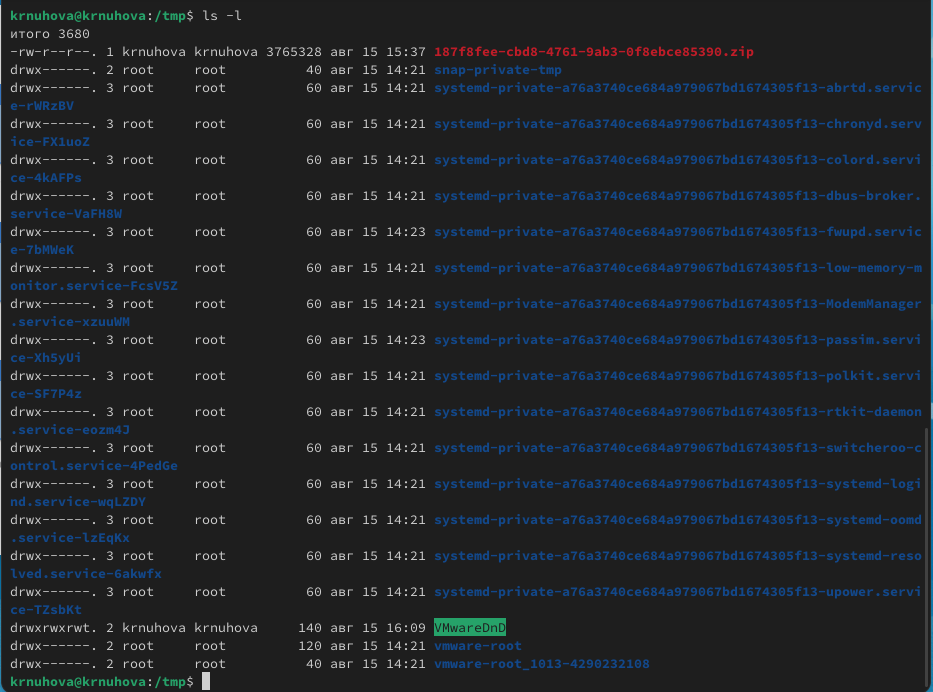 krnuhova@krnuhova:/tmp$ ls -l
итого 3680
-rw-r--r--. 1 krnuhova krnuhova 3765328 авг 15 15:37 187f8fee-cbd8-4761-9ab3-0f8ebce85390.zip
drwx------. 2 root     root          40 авг 15 14:21 snap-private-tmp
drwx------. 3 root     root          60 авг 15 14:21 systemd-private-a76a3740ce684a979067bd1674305f13-abrtd.servic
e-rWRzBV
drwx------. 3 root     root          60 авг 15 14:21 systemd-private-a76a3740ce684a979067bd1674305f13-chronyd.serv
ice-FX1uoZ
drwx------. 3 root     root          60 авг 15 14:21 systemd-private-a76a3740ce684a979067bd1674305f13-colord.servi
ce-4kAFPs
drwx------. 3 root     root          60 авг 15 14:21 systemd-private-a76a3740ce684a979067bd1674305f13-dbus-broker.
service-VaFH8W
drwx------. 3 root     root          60 авг 15 14:23 systemd-private-a76a3740ce684a979067bd1674305f13-fwupd.servic
e-7bMWeK
drwx------. 3 root     root          60 авг 15 14:21 systemd-private-a76a3740ce684a979067bd1674305f13-low-memory-m
onitor.service-FcsV5Z
drwx------. 3 root     root          60 авг 15 14:21 systemd-private-a76a3740ce684a979067bd1674305f13-ModemManager
.service-xzuuWM
drwx------. 3 root     root          60 авг 15 14:23 systemd-private-a76a3740ce684a979067bd1674305f13-passim.servi
ce-Xh5yUi
drwx------. 3 root     root          60 авг 15 14:21 systemd-private-a76a3740ce684a979067bd1674305f13-polkit.servi
ce-SF7P4z
drwx------. 3 root     root          60 авг 15 14:21 systemd-private-a76a3740ce684a979067bd1674305f13-rtkit-daemon
.service-eozm4J
drwx------. 3 root     root          60 авг 15 14:21 systemd-private-a76a3740ce684a979067bd1674305f13-switcheroo-c
ontrol.service-4PedGe
drwx------. 3 root     root          60 авг 15 14:21 systemd-private-a76a3740ce684a979067bd1674305f13-systemd-logi
nd.service-wqLZDY
drwx------. 3 root     root          60 авг 15 14:21 systemd-private-a76a3740ce684a979067bd1674305f13-systemd-oomd
.service-lzEqKx
drwx------. 3 root     root          60 авг 15 14:21 systemd-private-a76a3740ce684a979067bd1674305f13-systemd-reso
lved.service-6akwfx
drwx------. 3 root     root          60 авг 15 14:21 systemd-private-a76a3740ce684a979067bd1674305f13-upower.servi
ce-TZsbKt
drwxrwxrwt. 2 krnuhova krnuhova     140 авг 15 16:09 VMwareDnD
drwx------. 2 root     root         120 авг 15 14:21 vmware-root
drwx------. 2 root     root          40 авг 15 14:21 vmware-root_1013-4290232108
krnuhova@krnuhova:/tmp$